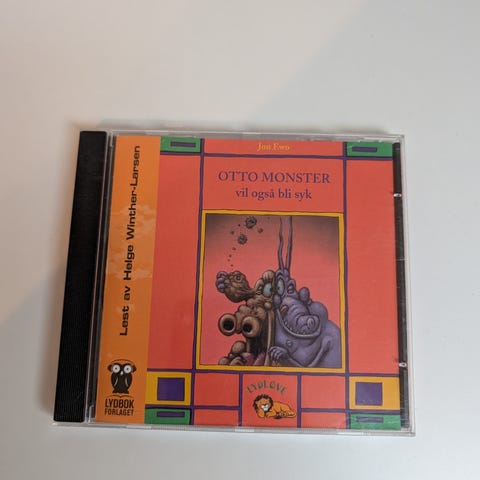 Jon Ewo
OTTO MONSTER
vil også bli syk
LYDLØVE
Lest av Helge Winther-Larsen
LYDBOK
FORLAGET